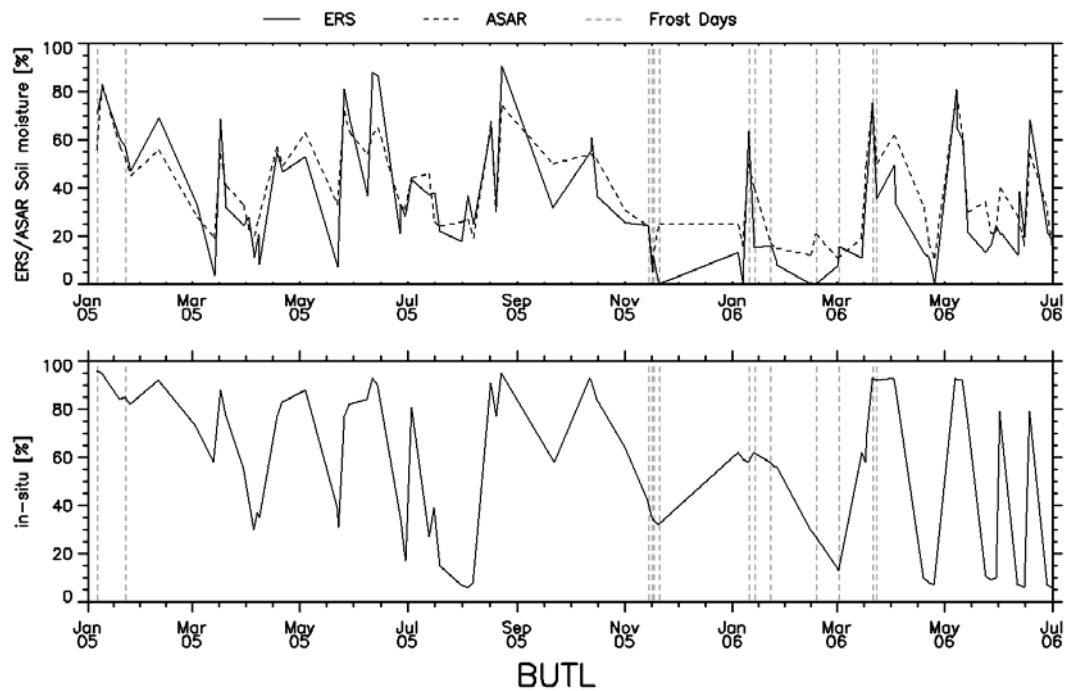 ERS ASAR Frost Days
ERS/ASAR Soil moisture [%]
100
80
60
40
20
0
Jan 05 Mar 05 May 05 Jul 05 Sep 05 Nov 05 Jan 06 Mar 06 May 06 Jul 06
in-situ [%]
100
80
60
40
20
0
Jan 05 Mar 05 May 05 Jul 05 Sep 05 Nov 05 Jan 06 Mar 06 May 06 Jul 06
BUTL